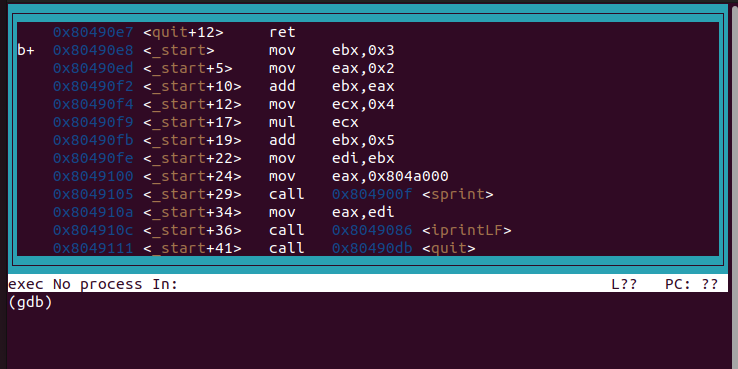 0x80490e7 <quit+12> ret
b+ 0x80490e8 <_start> mov ebx,0x3
0x80490ed <_start+5> mov eax,0x2
0x80490f2 <_start+10> add ebx,eax
0x80490f4 <_start+12> mov ecx,0x4
0x80490f9 <_start+17> mul ecx
0x80490fb <_start+19> add ebx,0x5
0x80490fe <_start+22> mov edi,ebx
0x8049100 <_start+24> mov eax,0x804a000
0x8049105 <_start+29> call 0x804900f <sprint>
0x804910a <_start+34> mov eax,edi
0x804910c <_start+36> call 0x8049086 <iprintLF>
0x8049111 <_start+41> call 0x80490db <quit>
exec No process In: L?? PC: ??
(gdb)